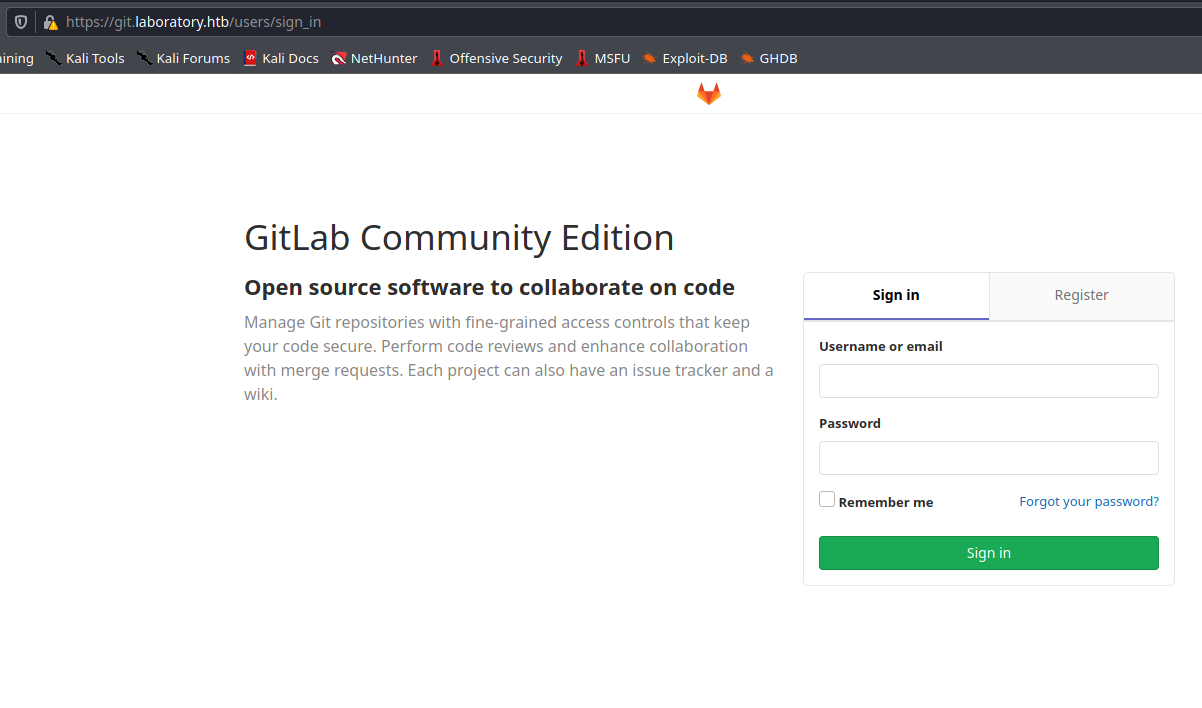 https://git.laboratory.htb/users/sign_in
Kali Tools Kali Forums Kali Docs NetHunter Offensive Security MSFU Exploit-DB GHDB
GitLab Community Edition
Open source software to collaborate on code
Manage Git repositories with fine-grained access controls that keep
your code secure. Perform code reviews and enhance collaboration
with merge requests. Each project can also have an issue tracker and a
wiki.
Sign in Register
Username or email
Password
Remember me Forgot your password?
Sign in